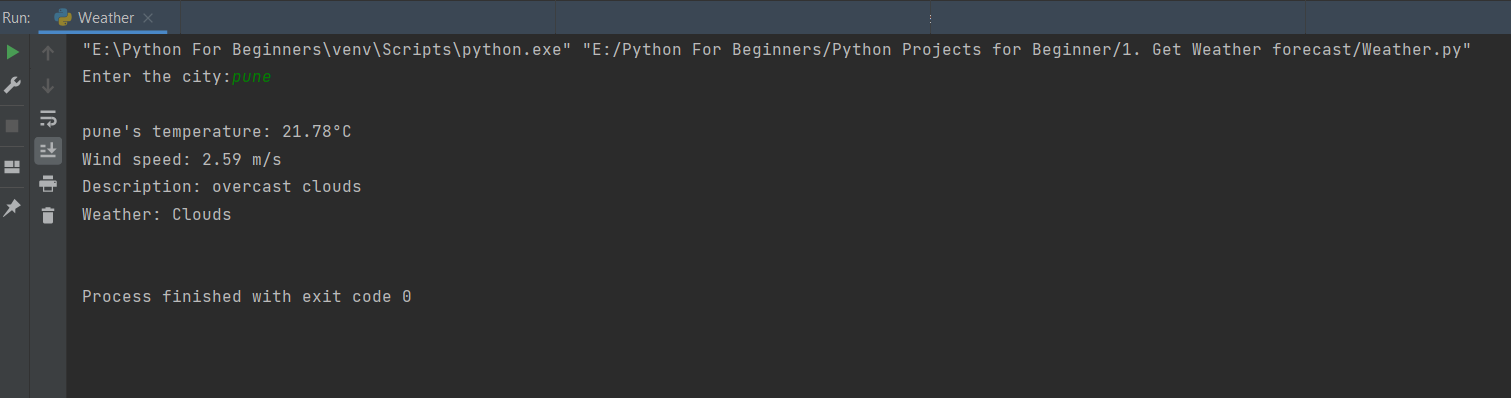 Run: Weather
"E:\Python For Beginners\venv\Scripts\python.exe" "E:/Python For Beginners/Python Projects for Beginner/1. Get Weather forecast/Weather.py"
Enter the city:pune
pune's temperature: 21.78°C
Wind speed: 2.59 m/s
Description: overcast clouds
Weather: Clouds
Process finished with exit code 0